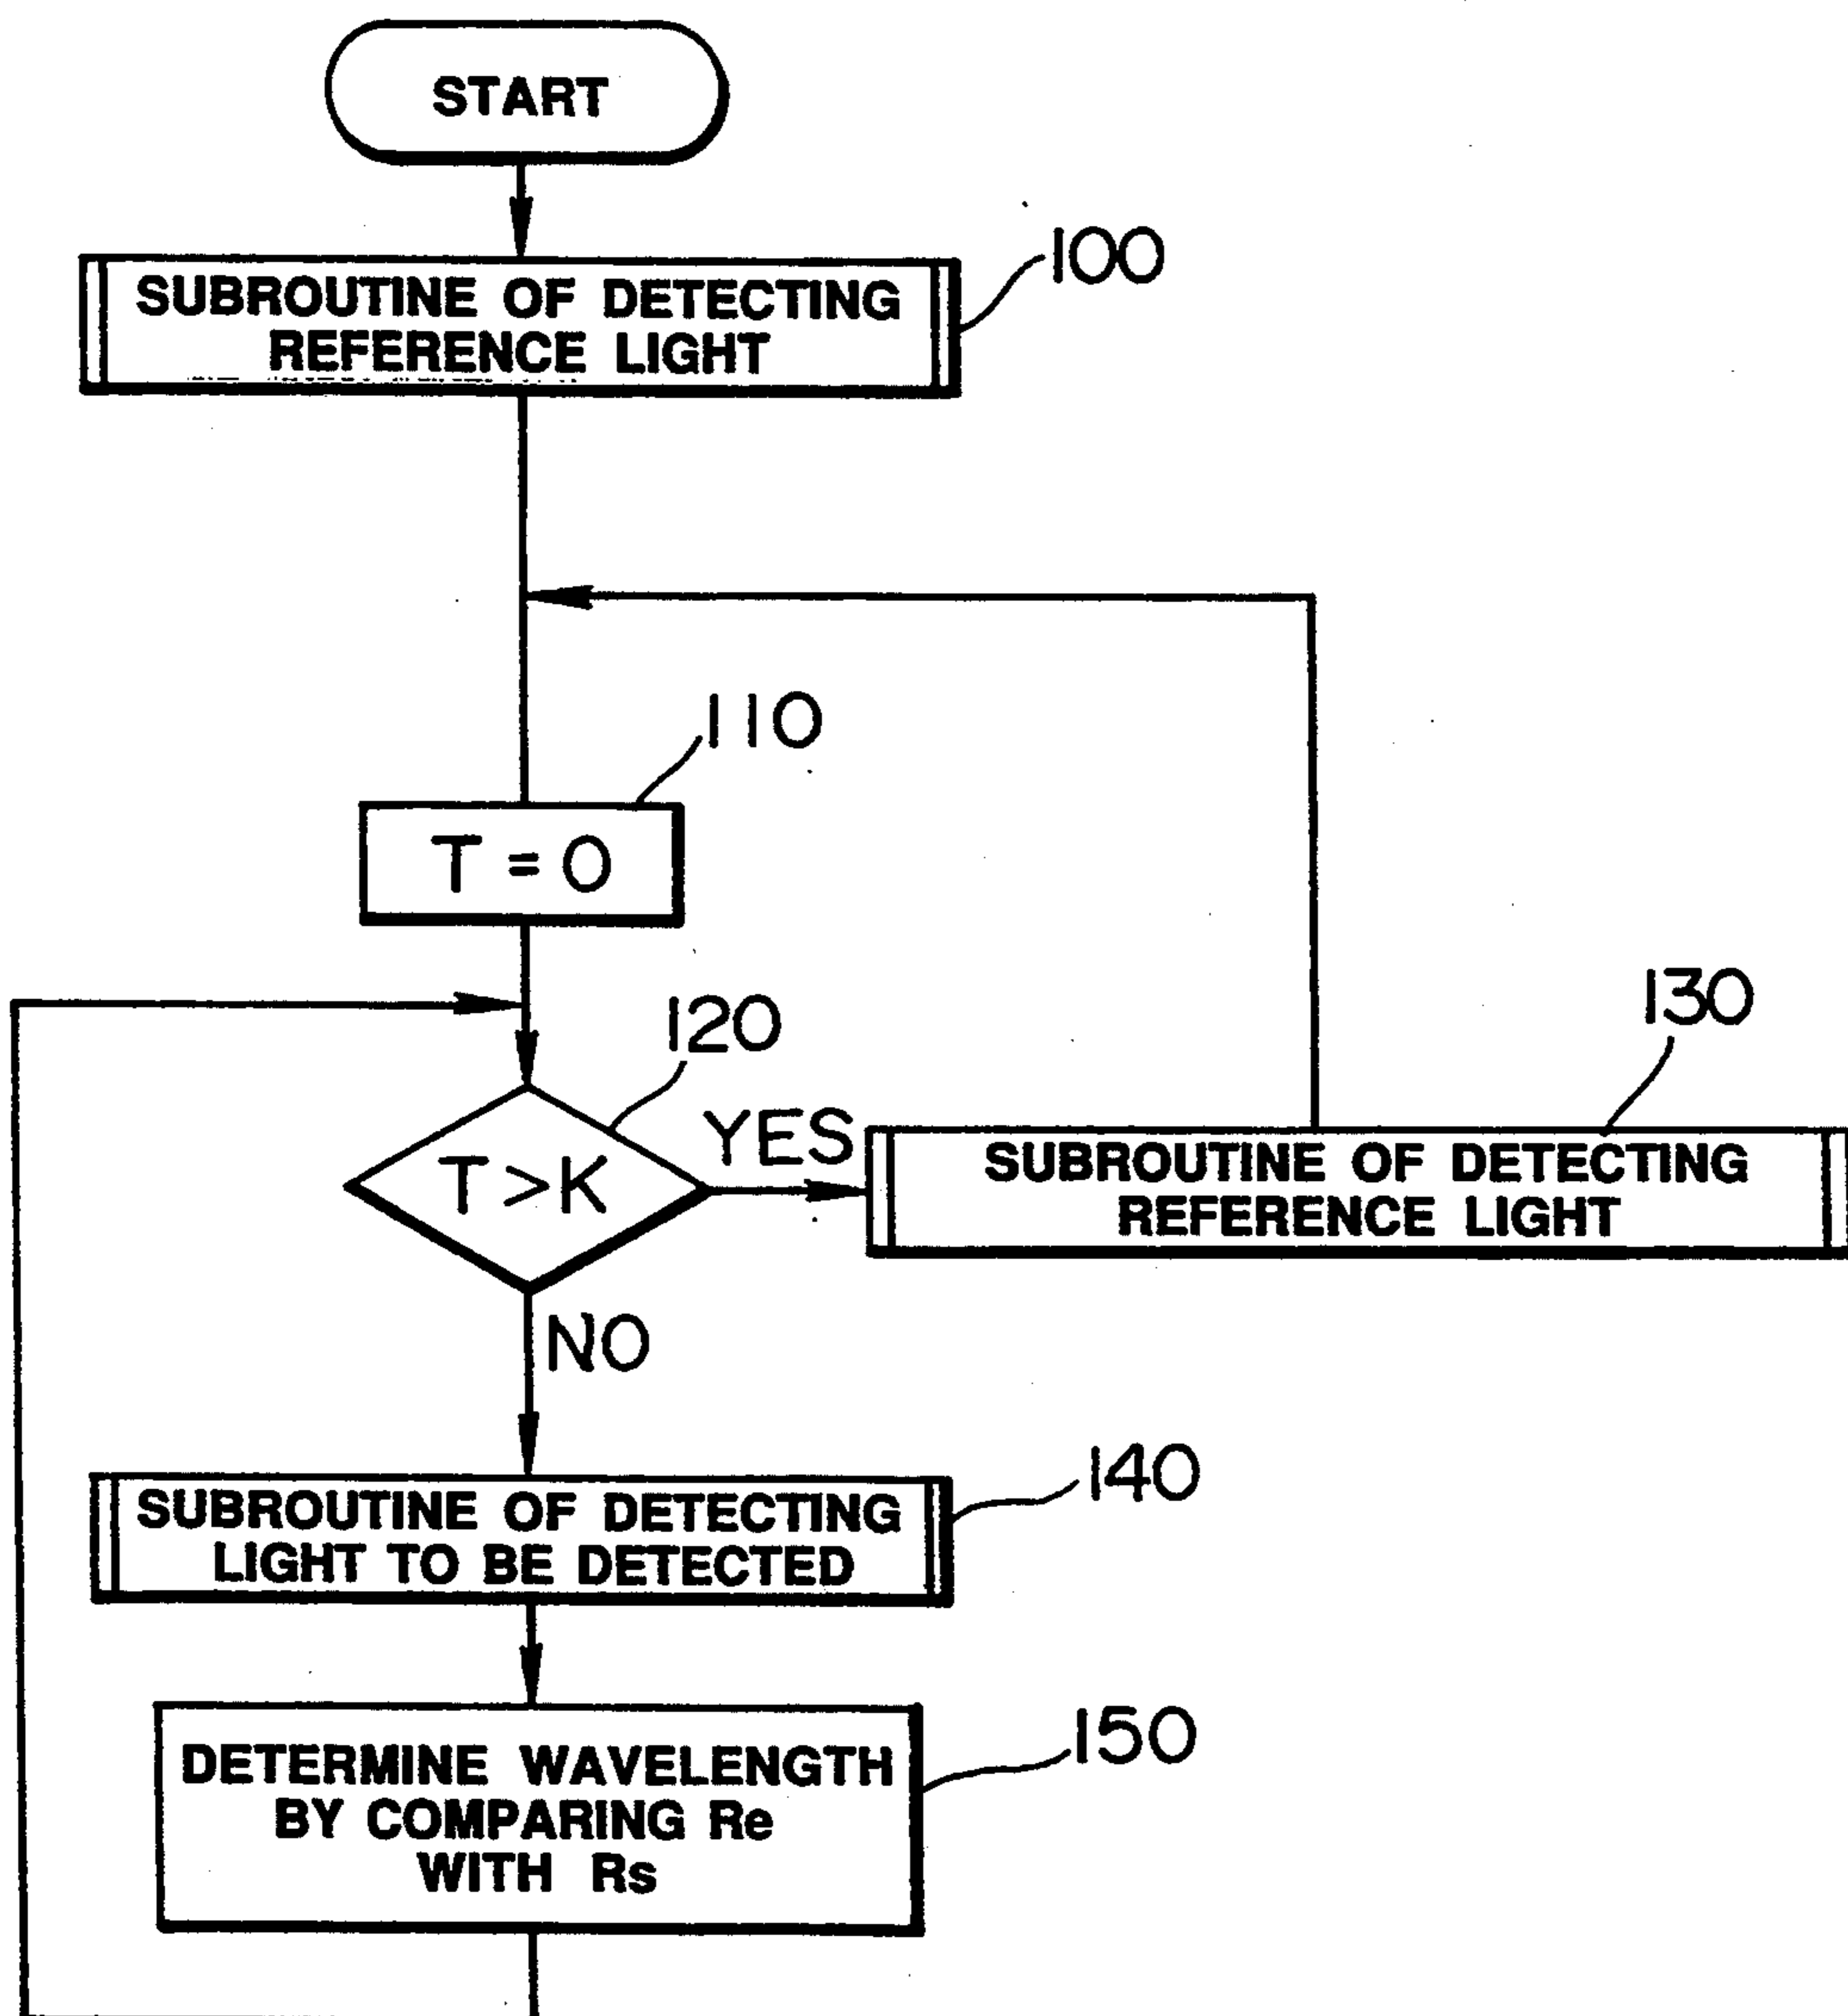 START
100
SUBROUTINE OF DETECTING
REFERENCE LIGHT
110
T = 0
120
130
T > K
YES
SUBROUTINE OF DETECTING
REFERENCE LIGHT
NO
140
SUBROUTINE OF DETECTING
LIGHT TO BE DETECTED
150
DETERMINE WAVELENGTH
BY COMPARING Re
WITH Rs